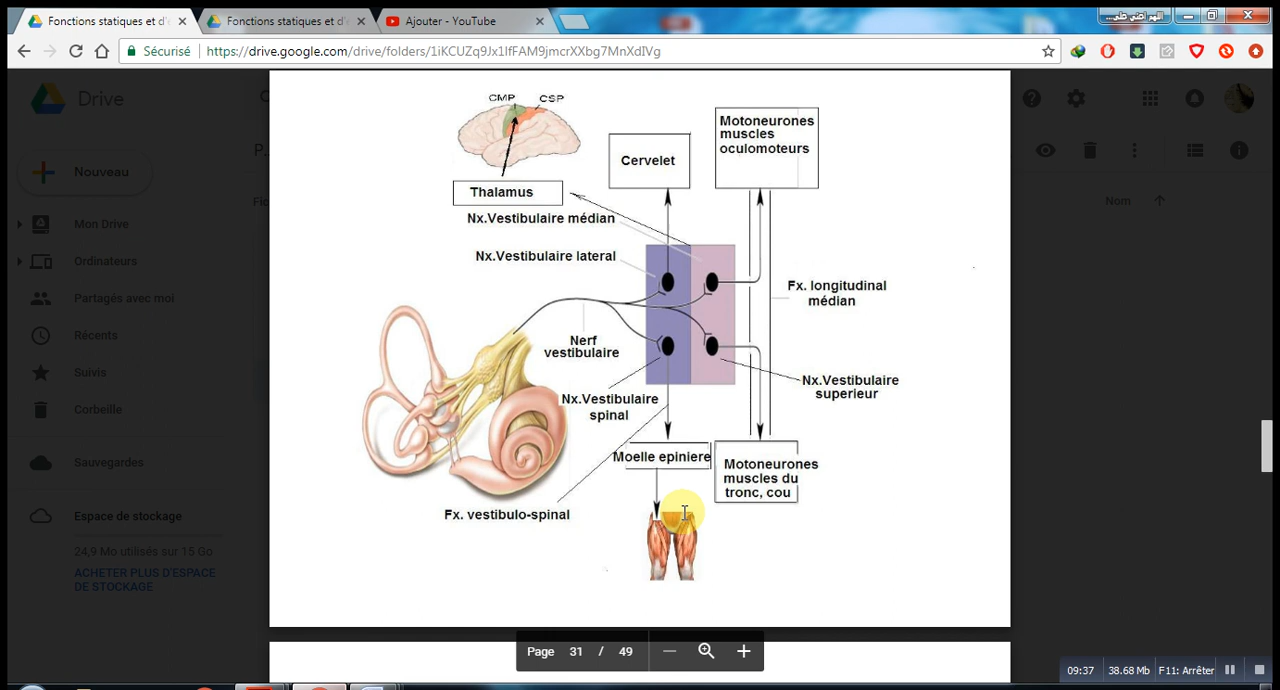 Fonctions statiques et d'
Fonctions statiques et d'
Ajouter - YouTube
Sécurisé
https://drive.google.com/drive/folders/1iKCUZq9Jx1lfFAM9jmcrXXbg7MnXdIVg
Drive
Nouveau
Mon Drive
Ordinateurs
Partagés avec moi
Récents
Suivis
Corbeille
Sauvegardes
Espace de stockage
24,9 Mo utilisés sur 15 Go
ACHETER PLUS D'ESPACE
DE STOCKAGE
Nom
CMP
CSP
Thalamus
Cervelet
Motoneurones
muscles
oculomoteurs
Nx.Vestibulaire médian
Nx.Vestibulaire lateral
Fx. longitudinal
médian
Nerf
vestibulaire
Nx.Vestibulaire
superieur
Nx.Vestibulaire
spinal
Moelle epiniere
Motoneurones
muscles du
tronc, cou
Fx. vestibulo-spinal
Page 31 / 49
09:37
38.68 Mb
F11: Arrêter